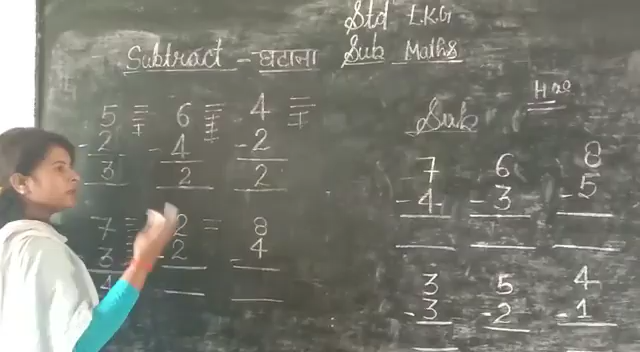 Std L.K.G
Subtract - घटाना Sub Maths
5 6 4
- 2 - 4 - 2
3 2 2
7 2 8
3 - 2 - 4
4
Sub
7 6 8
- 4 - 3 - 5
3 5 4
- 3 - 2 - 1